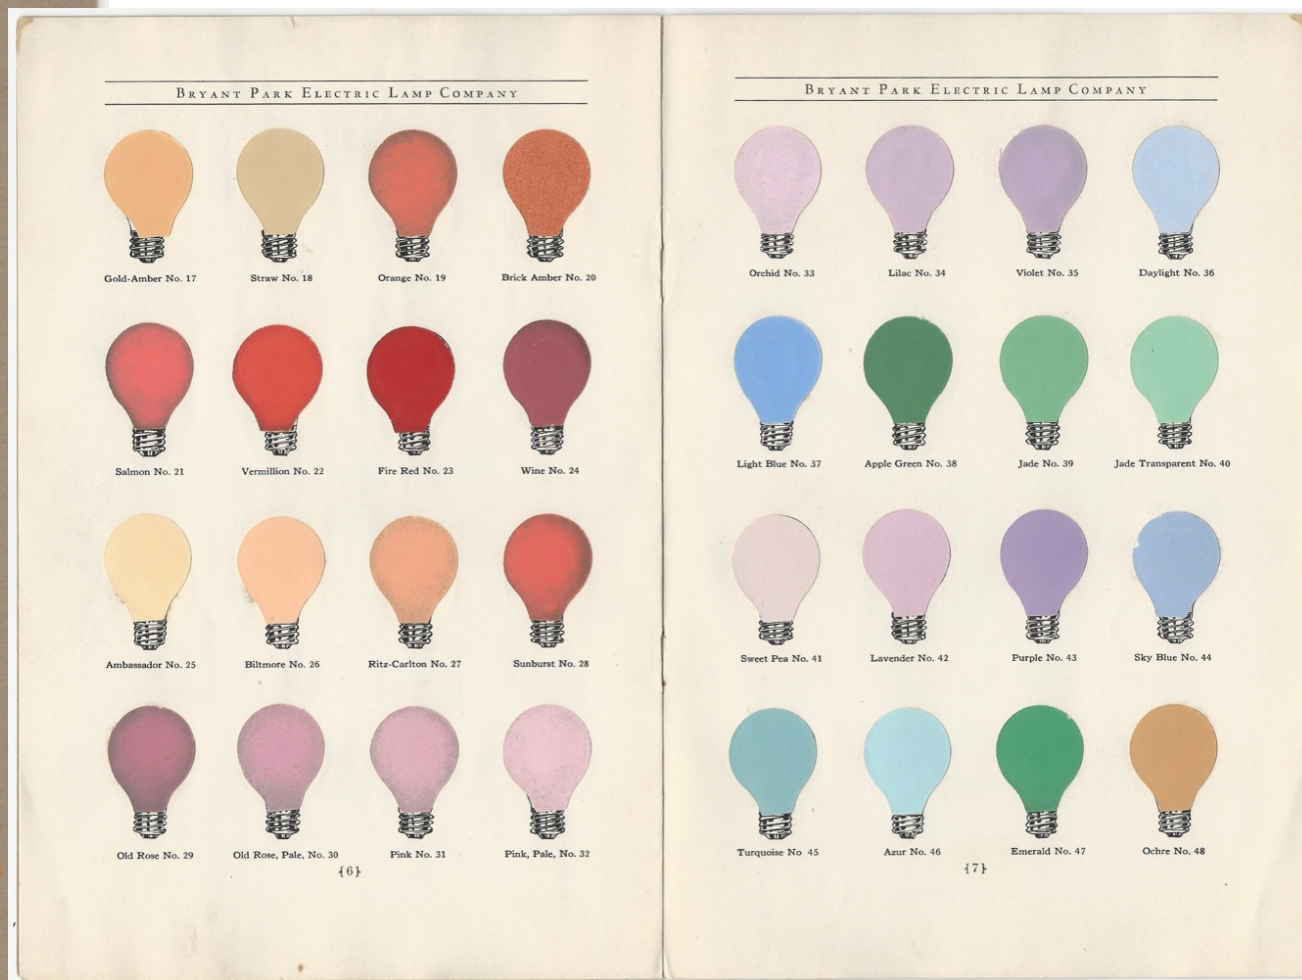 BRYANT PARK ELECTRIC LAMP COMPANY
Gold-Amber No. 17 Straw No. 18 Orange No. 19 Brick Amber No. 20
Salmon No. 21 Vermillion No. 22 Fire Red No. 23 Wine No. 24
Ambassador No. 25 Biltmore No. 26 Ritz-Carlton No. 27 Sunburst No. 28
Old Rose No. 29 Old Rose, Pale, No. 30 Pink No. 31 Pink, Pale, No. 32
{6}
BRYANT PARK ELECTRIC LAMP COMPANY
Orchid No. 33 Lilac No. 34 Violet No. 35 Daylight No. 36
Light Blue No. 37 Apple Green No. 38 Jade No. 39 Jade Transparent No. 40
Sweet Pea No. 41 Lavender No. 42 Purple No. 43 Sky Blue No. 44
Turquoise No 45 Azur No. 46 Emerald No. 47 Ochre No. 48
{7}